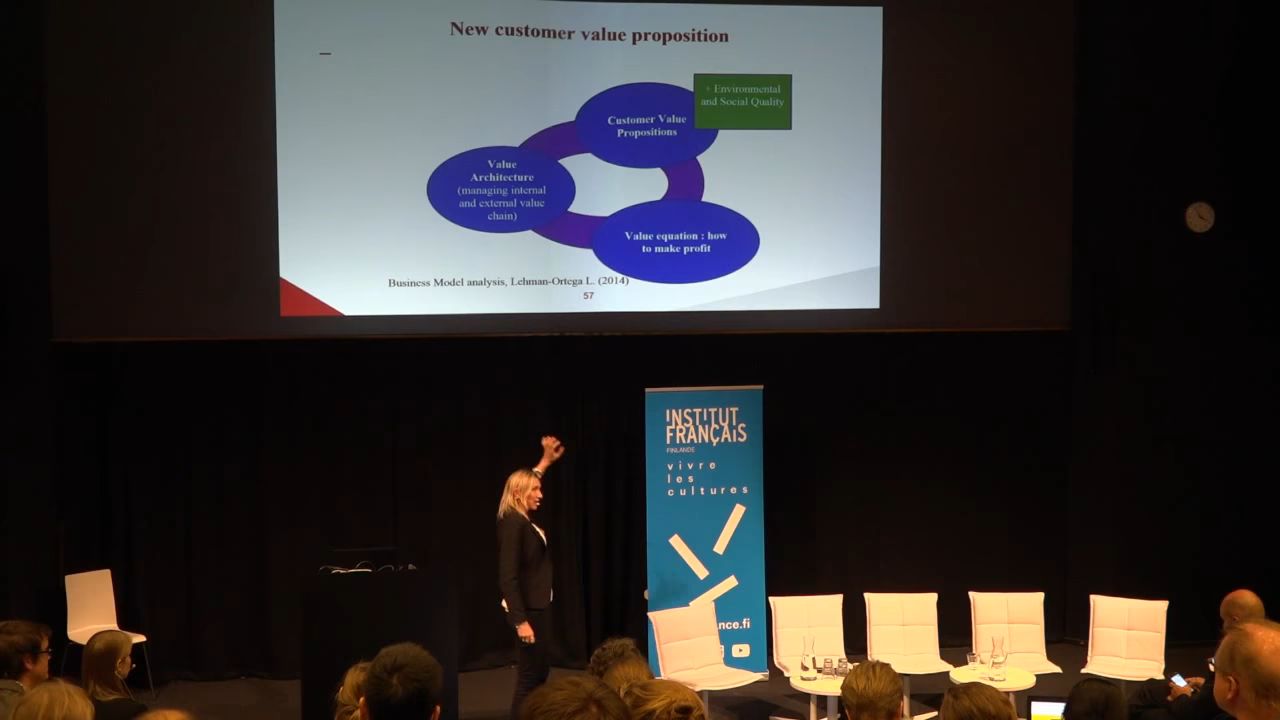 New customer value proposition
–
+ Environmental
and Social Quality
Customer Value
Propositions
Value
Architecture
(managing internal
and external value
chain)
Value equation : how
to make profit
Business Model analysis, Lehman-Ortega L. (2014)
57
INSTITUT
FRANÇAIS
FINLANDE
vivre
les
cultures
nce.fi